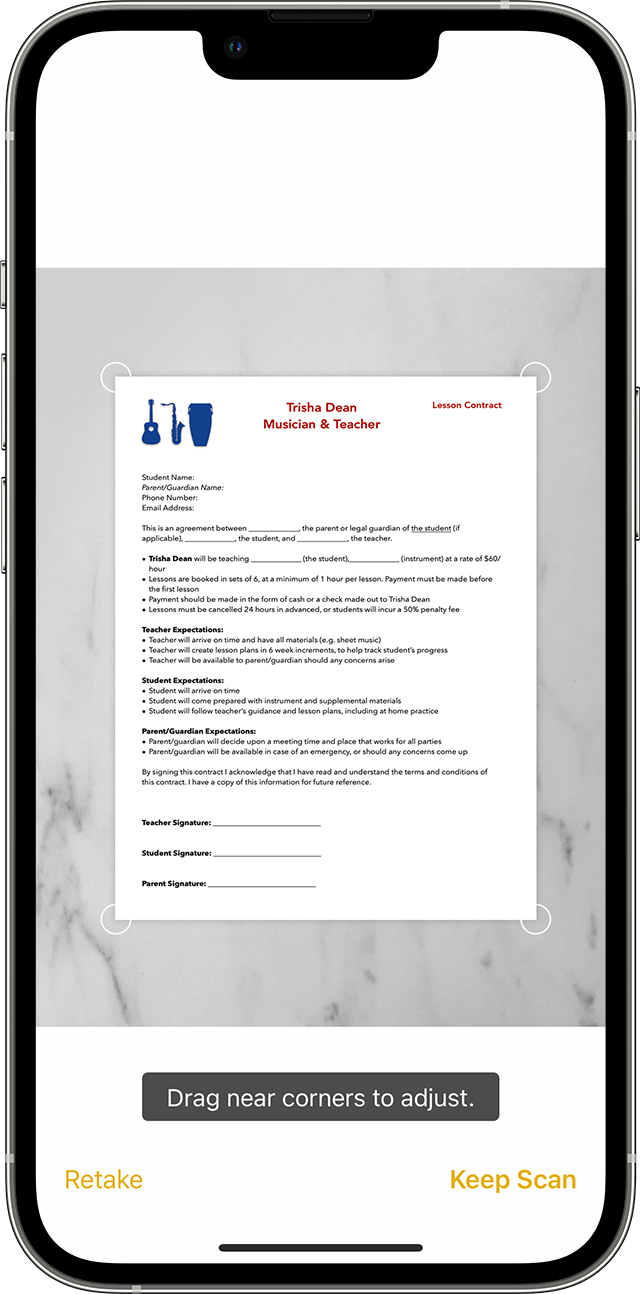 Trisha Dean
Musician & Teacher
Lesson Contract
Student Name:
Parent/Guardian Name:
Phone Number:
Email Address:
This is an agreement between ____________, the parent or legal guardian of the student (if
applicable), ____________, the student, and ____________, the teacher.
• Trisha Dean will be teaching ____________ (the student),____________ (instrument) at a rate of $60/
hour
• Lessons are booked in sets of 6, at a minimum of 1 hour per lesson. Payment must be made before
the first lesson
• Payment should be made in the form of cash or a check made out to Trisha Dean
• Lessons must be cancelled 24 hours in advanced, or students will incur a 50% penalty fee
Teacher Expectations:
• Teacher will arrive on time and have all materials (e.g. sheet music)
• Teacher will create lesson plans in 6 week increments, to help track student's progress
• Teacher will be available to parent/guardian should any concerns arise
Student Expectations:
• Student will arrive on time
• Student will come prepared with instrument and supplemental materials
• Student will follow teacher's guidance and lesson plans, including at home practice
Parent/Guardian Expectations:
• Parent/guardian will decide upon a meeting time and place that works for all parties
• Parent/guardian will be available in case of an emergency, or should any concerns come up
By signing this contract I acknowledge that I have read and understand the terms and conditions of
this contract. I have a copy of this information for future reference.
Teacher Signature: __________________________
Student Signature: __________________________
Parent Signature: __________________________
Drag near corners to adjust.
Retake
Keep Scan